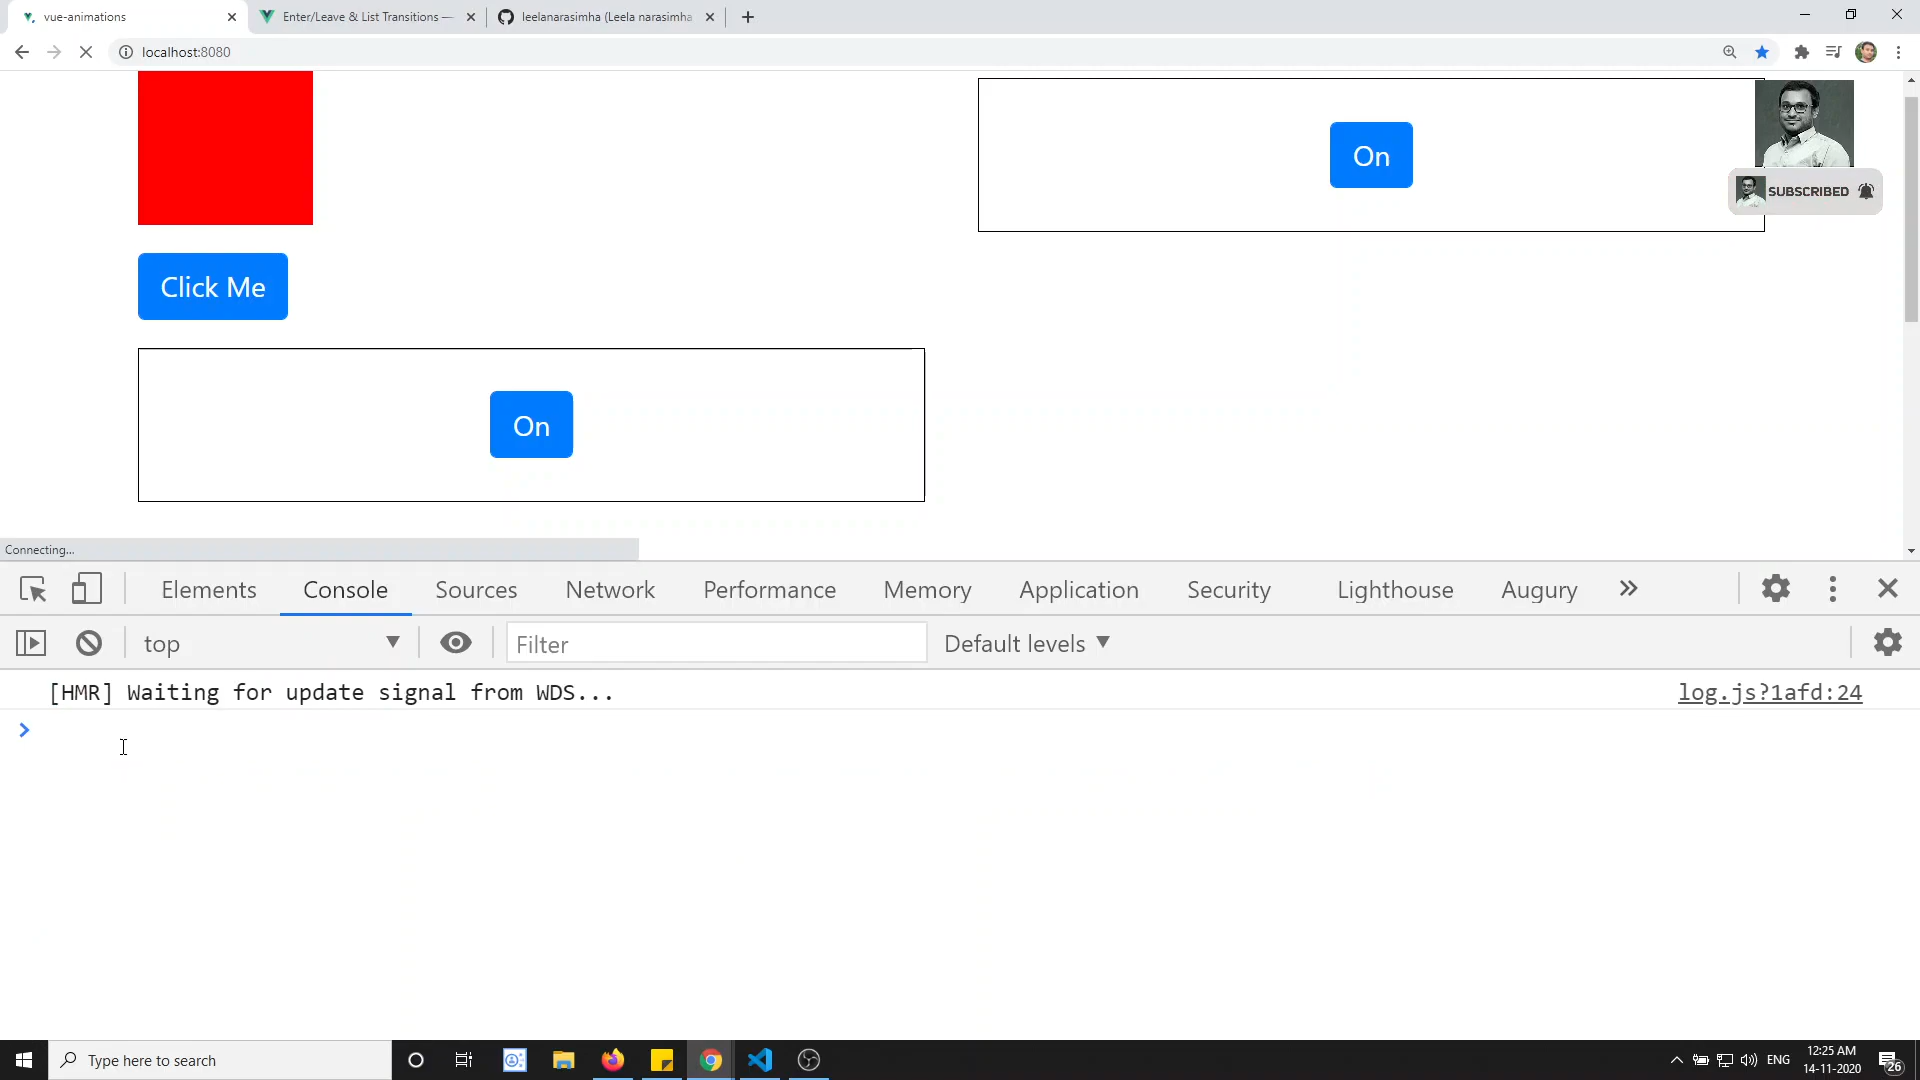 vue-animations
Enter/Leave & List Transitions —
leelanarasimha (Leela narasimha
localhost:8080
On
SUBSCRIBED
Click Me
On
Connecting...
Elements
Console
Sources
Network
Performance
Memory
Application
Security
Lighthouse
Augury
top
Filter
Default levels
[HMR] Waiting for update signal from WDS...
log.js?1afd:24
Type here to search
ENG
12:25 AM
14-11-2020
26